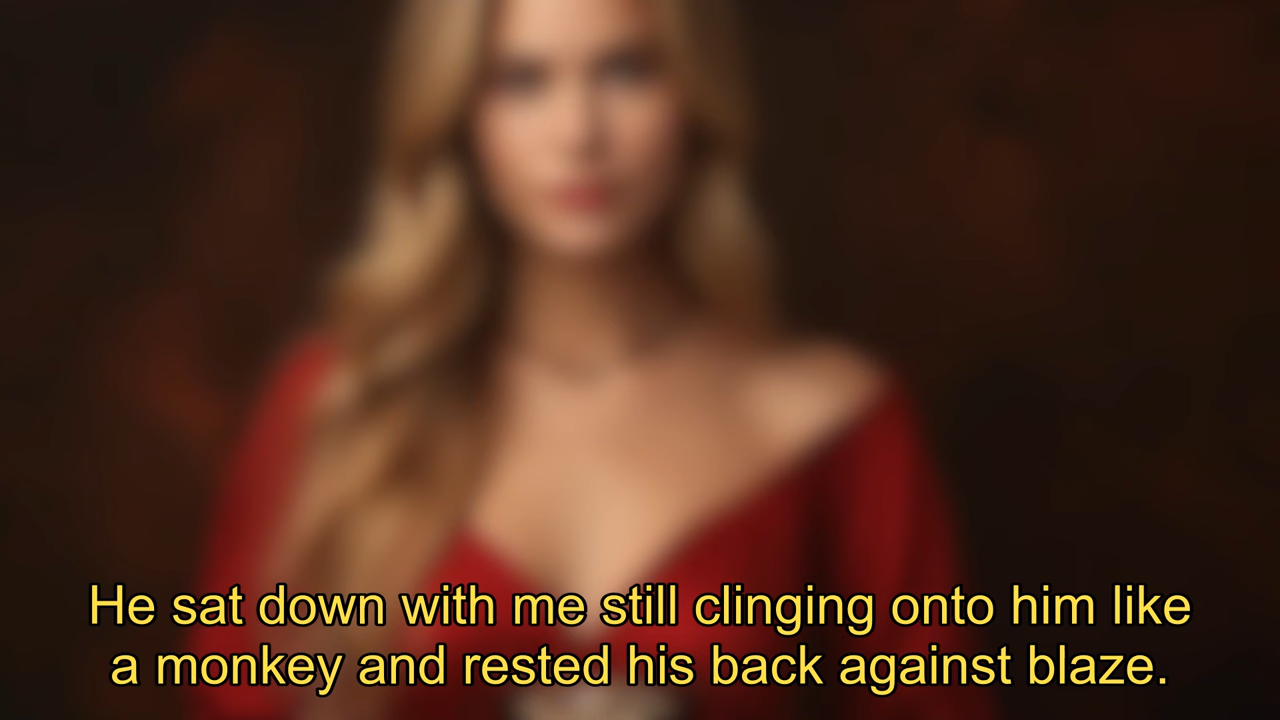 He sat down with me still clinging onto him like
a monkey and rested his back against blaze.